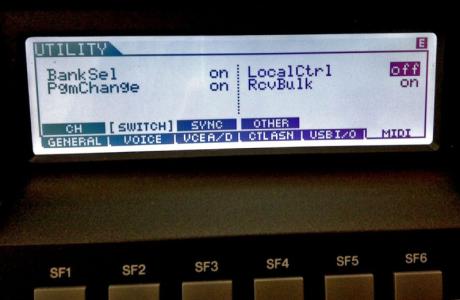 UTILITY E
BankSel on LocalCtrl off
PgmChange on RcvBulk on
CH [SWITCH] SYNC OTHER
GENERAL VOICE VCEA/D CTLASN USBI/O MIDI
SF1 SF2 SF3 SF4 SF5 SF6